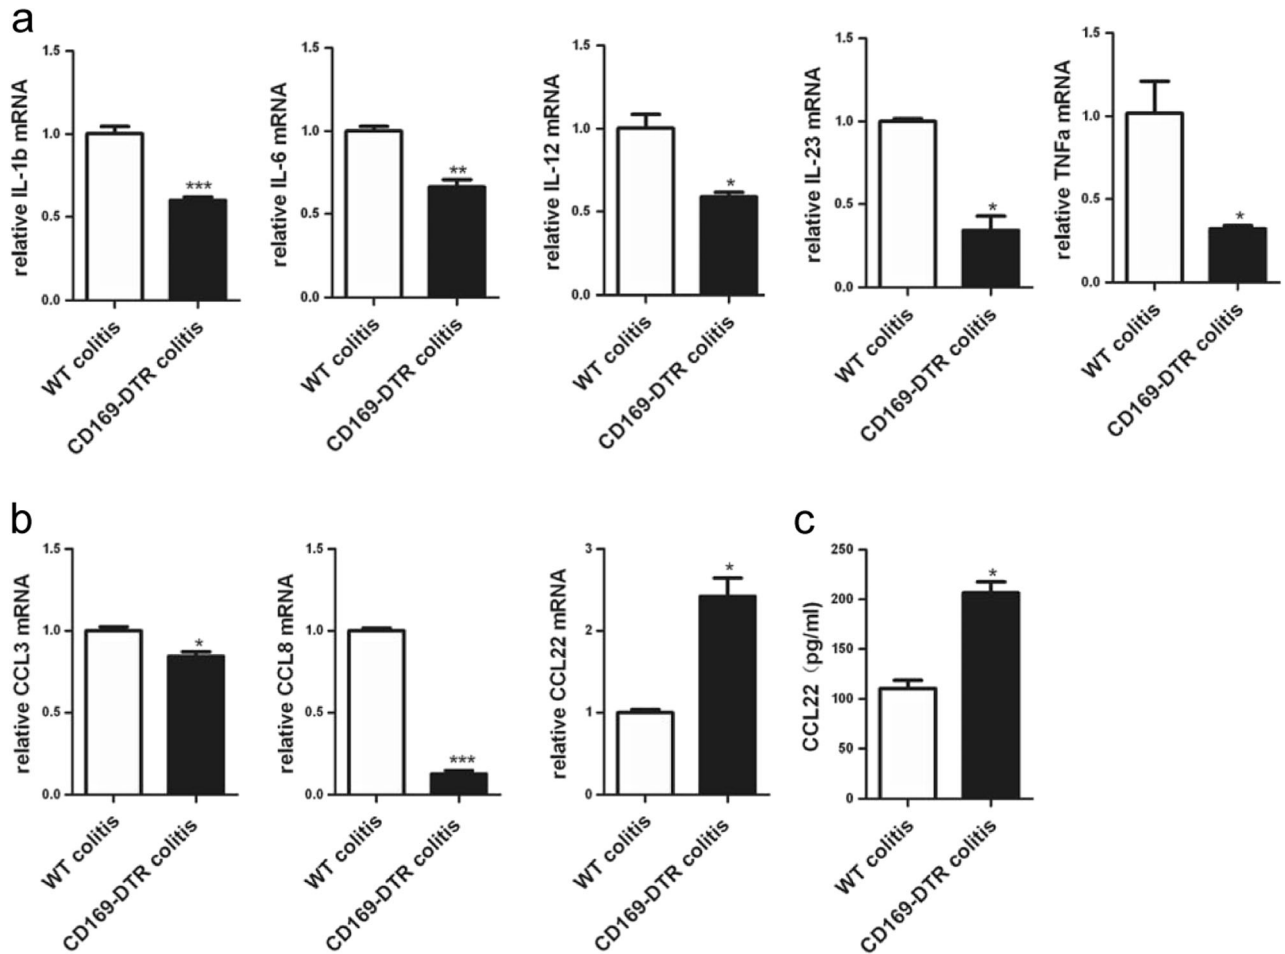 a
relative IL-1b mRNA
1.5
1.0
0.5
0.0
***
WT colitis
CD169-DTR colitis
relative IL-6 mRNA
1.5
1.0
0.5
0.0
**
WT colitis
CD169-DTR colitis
relative IL-12 mRNA
1.5
1.0
0.5
0.0
*
WT colitis
CD169-DTR colitis
relative IL-23 mRNA
1.5
1.0
0.5
0.0
*
WT colitis
CD169-DTR colitis
relative TNFa mRNA
1.5
1.0
0.5
0.0
*
WT colitis
CD169-DTR colitis
b
relative CCL3 mRNA
1.5
1.0
0.5
0.0
*
WT colitis
CD169-DTR colitis
relative CCL8 mRNA
1.5
1.0
0.5
0.0
***
WT colitis
CD169-DTR colitis
relative CCL22 mRNA
3
2
1
0
*
WT colitis
CD169-DTR colitis
c
CCL22（pg/ml)
250
200
150
100
50
0
*
WT colitis
CD169-DTR colitis